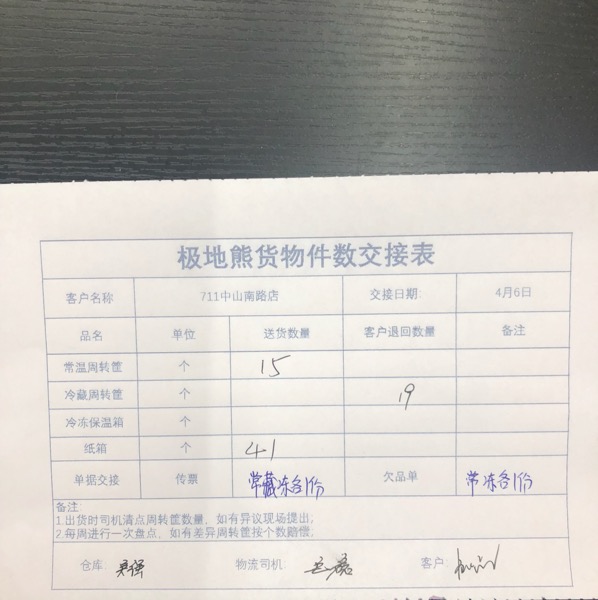 极地熊货物件数交接表
客户名称 711中山南路店 交接日期: 4月6日
品名 单位 送货数量 客户退回数量 备注
常温周转筐 个 15
冷藏周转筐 个 19
冷冻保温箱 个
纸箱 个 41
单据交接 传票 常藏冻各1份 欠品单 常冻各1份
备注:
1.出货时司机清点周转筐数量，如有异议现场提出;
2.每周进行一次盘点，如有差异周转筐按个数赔偿;
仓库 物流司机 客户